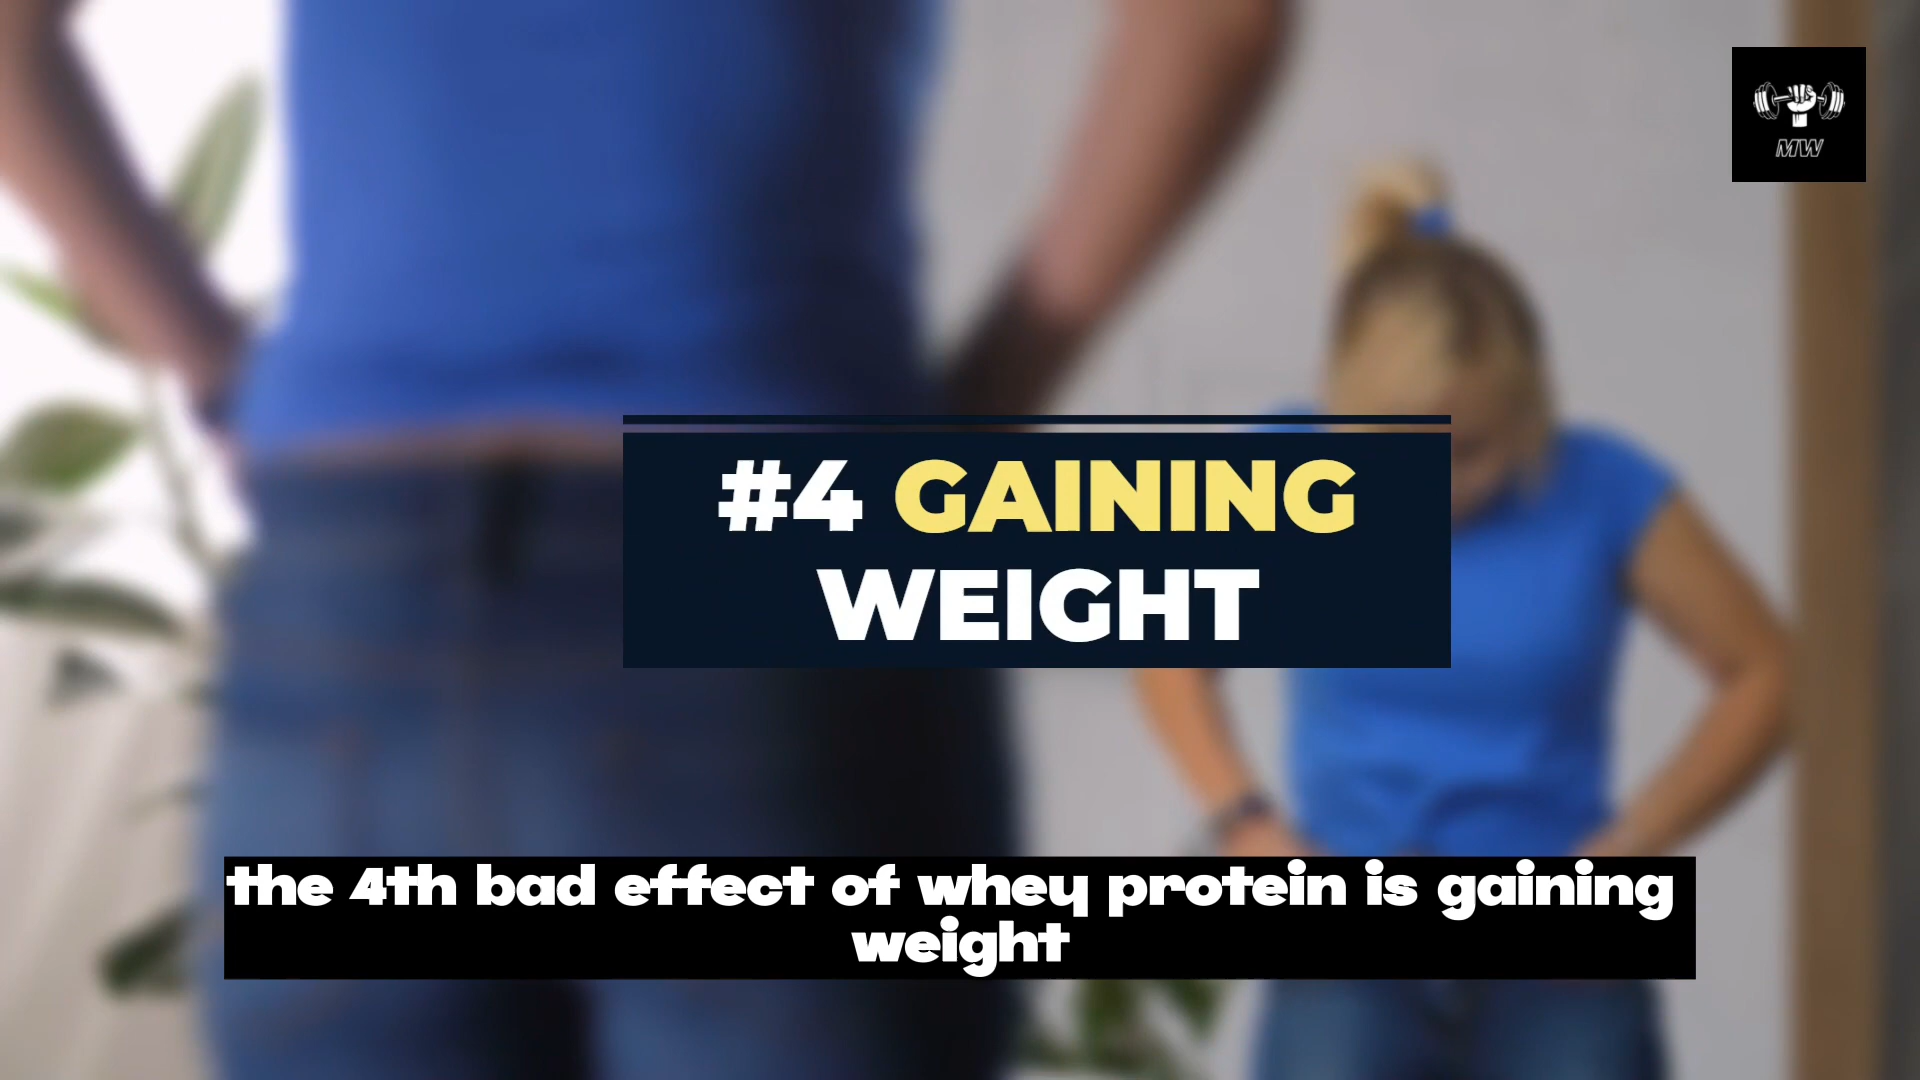 MW
#4 GAINING
WEIGHT
the 4th bad effect of whey protein is gaining
weight